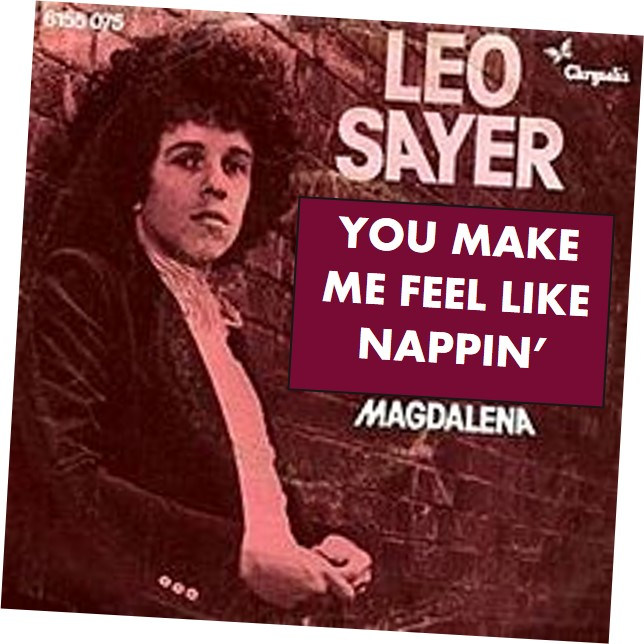 6155 075
LEO
SAYER
Chrysalis
YOU MAKE
ME FEEL LIKE
NAPPIN’
MAGDALENA